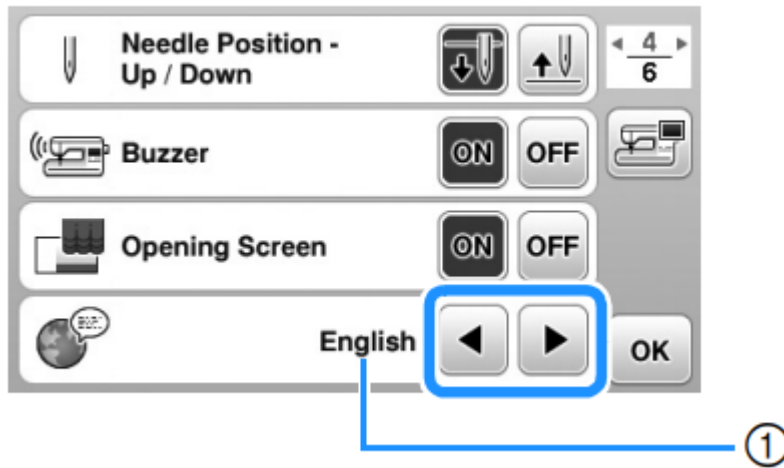 Needle Position -
Up / Down
4
6
Buzzer
ON OFF
Opening Screen
ON OFF
English
OK
①